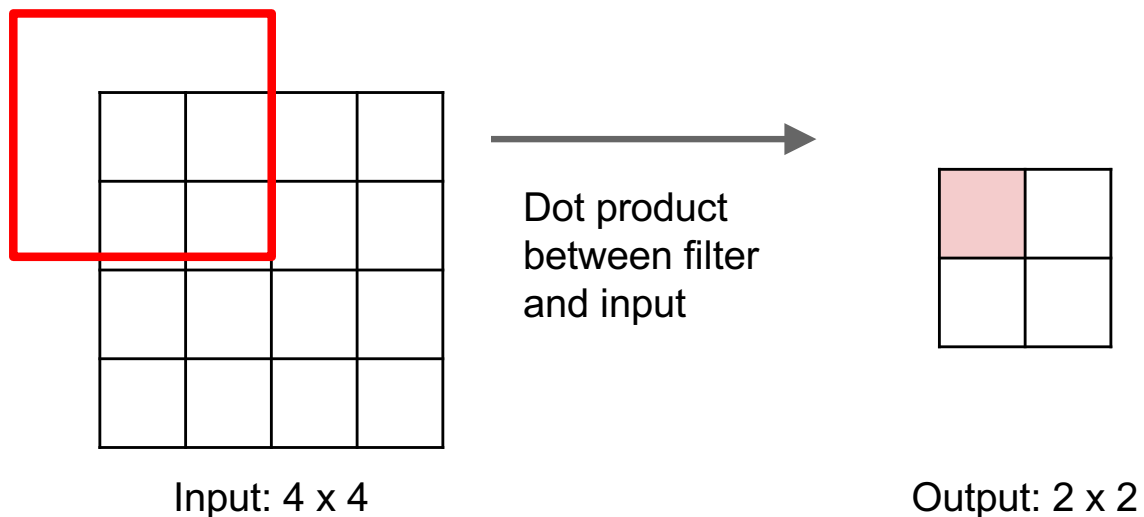 Dot product
between filter
and input
Input: 4 x 4
Output: 2 x 2